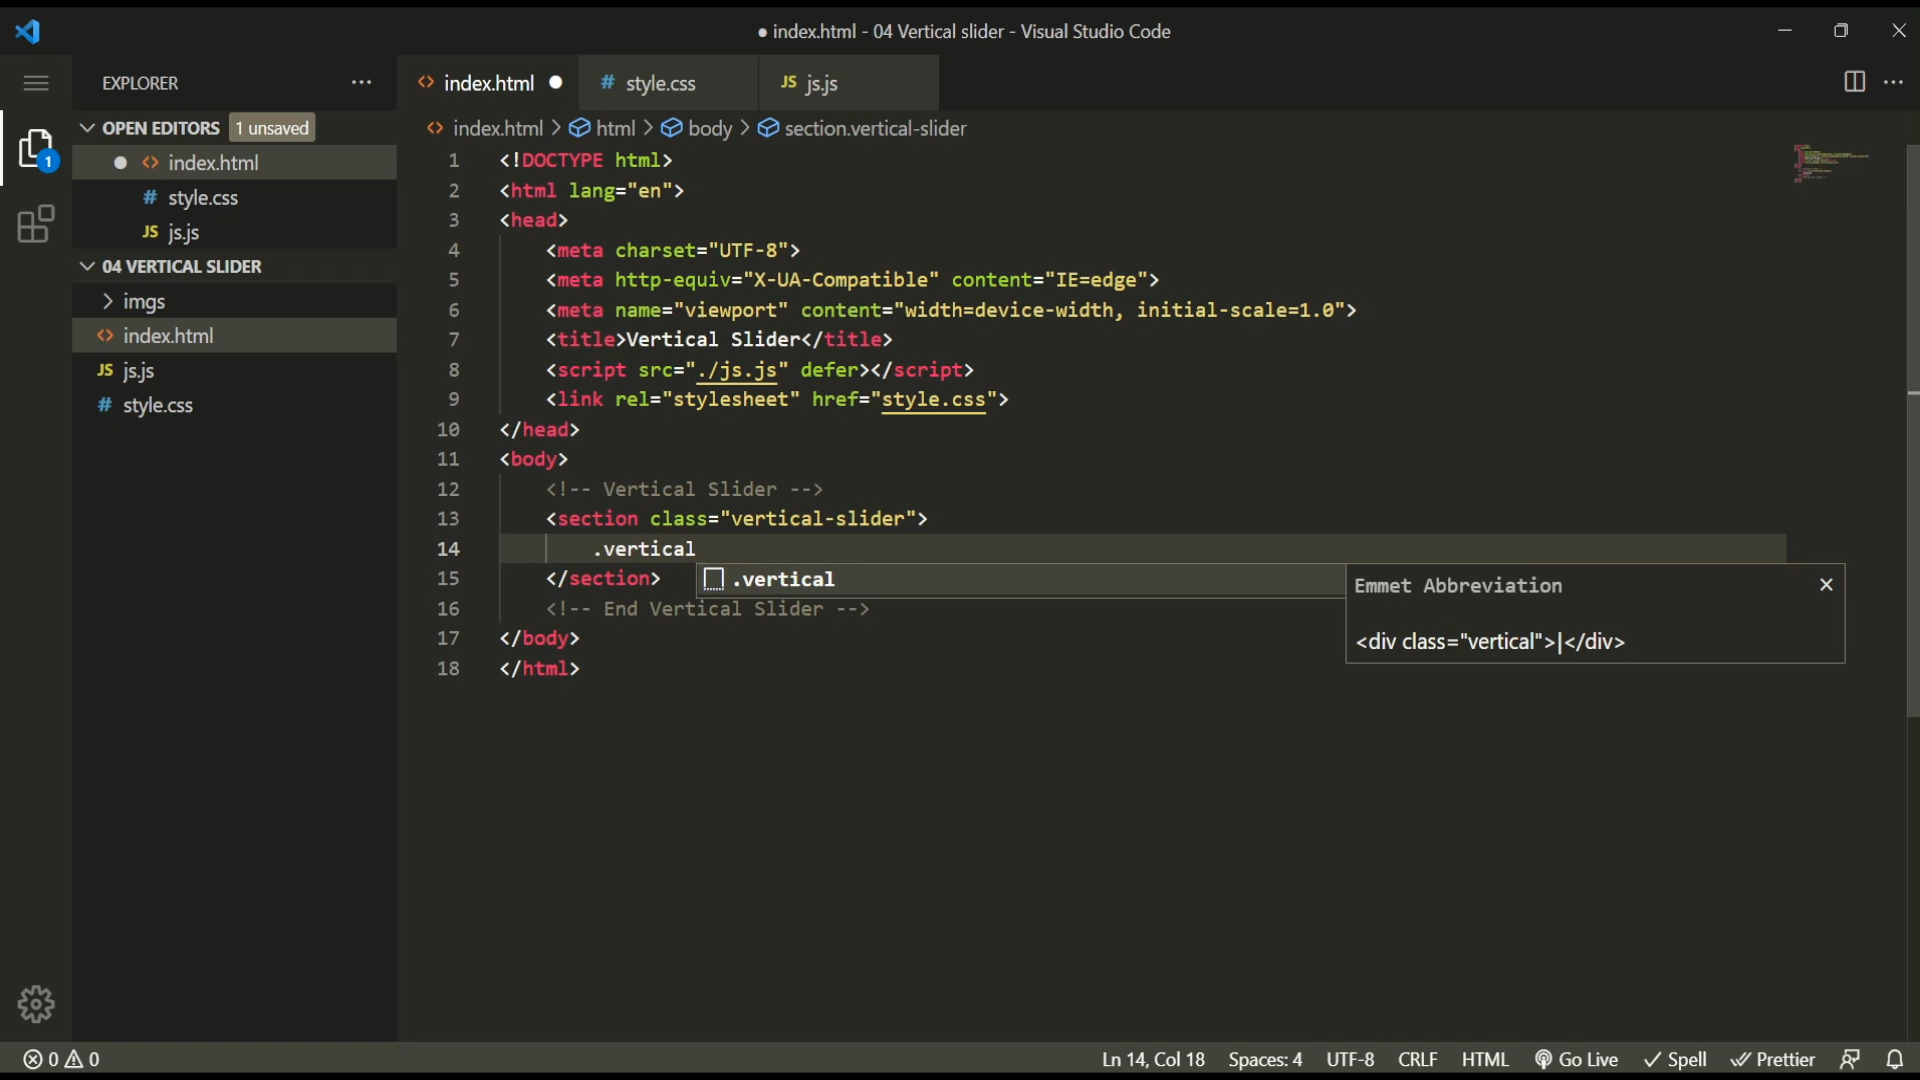 ● index.html - 04 Vertical slider - Visual Studio Code
EXPLORER ···
OPEN EDITORS 1 unsaved
● <> index.html
# style.css
JS js.js
04 VERTICAL SLIDER
> imgs
<> index.html
JS js.js
# style.css
1
<> index.html ●
# style.css
JS js.js
<> index.html > html > body > section.vertical-slider
1 <!DOCTYPE html>
2 <html lang="en">
3 <head>
4 <meta charset="UTF-8">
5 <meta http-equiv="X-UA-Compatible" content="IE=edge">
6 <meta name="viewport" content="width=device-width, initial-scale=1.0">
7 <title>Vertical Slider</title>
8 <script src="./js.js" defer></script>
9 <link rel="stylesheet" href="style.css">
10 </head>
11 <body>
12 <!-- Vertical Slider -->
13 <section class="vertical-slider">
14 .vertical
15 </section>
.vertical
Emmet Abbreviation
<div class="vertical">|</div>
16 <!-- End Vertical Slider -->
17 </body>
18 </html>
0 0
Ln 14, Col 18 Spaces: 4 UTF-8 CRLF HTML Go Live Spell Prettier